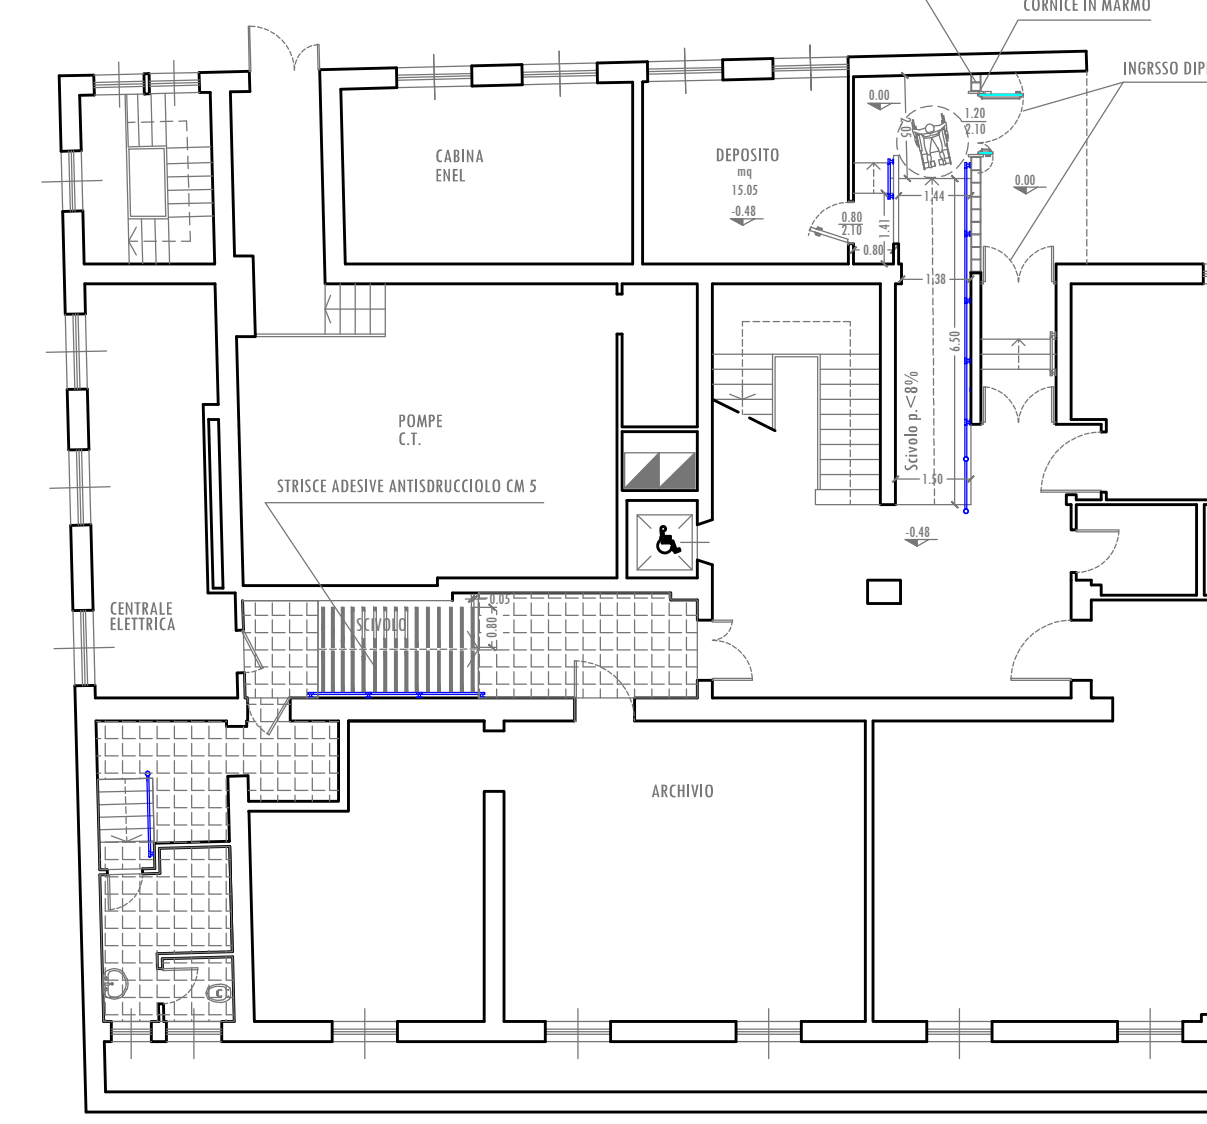 CORNICE IN MARMO
INGRSSO DIP
0.00
1.20
2.10
2.05
CABINA
ENEL
DEPOSITO
mq
15.05
-0.48
0.00
1.44
0.80
2.10
1.41
0.80
1.38
6.50
POMPE
C.T.
Scivolo p.<8%
STRISCE ADESIVE ANTISDRUCCIOLO CM 5
1.50
-0.48
CENTRALE
ELETTRICA
0.05
SCIVOLO
0.80
ARCHIVIO